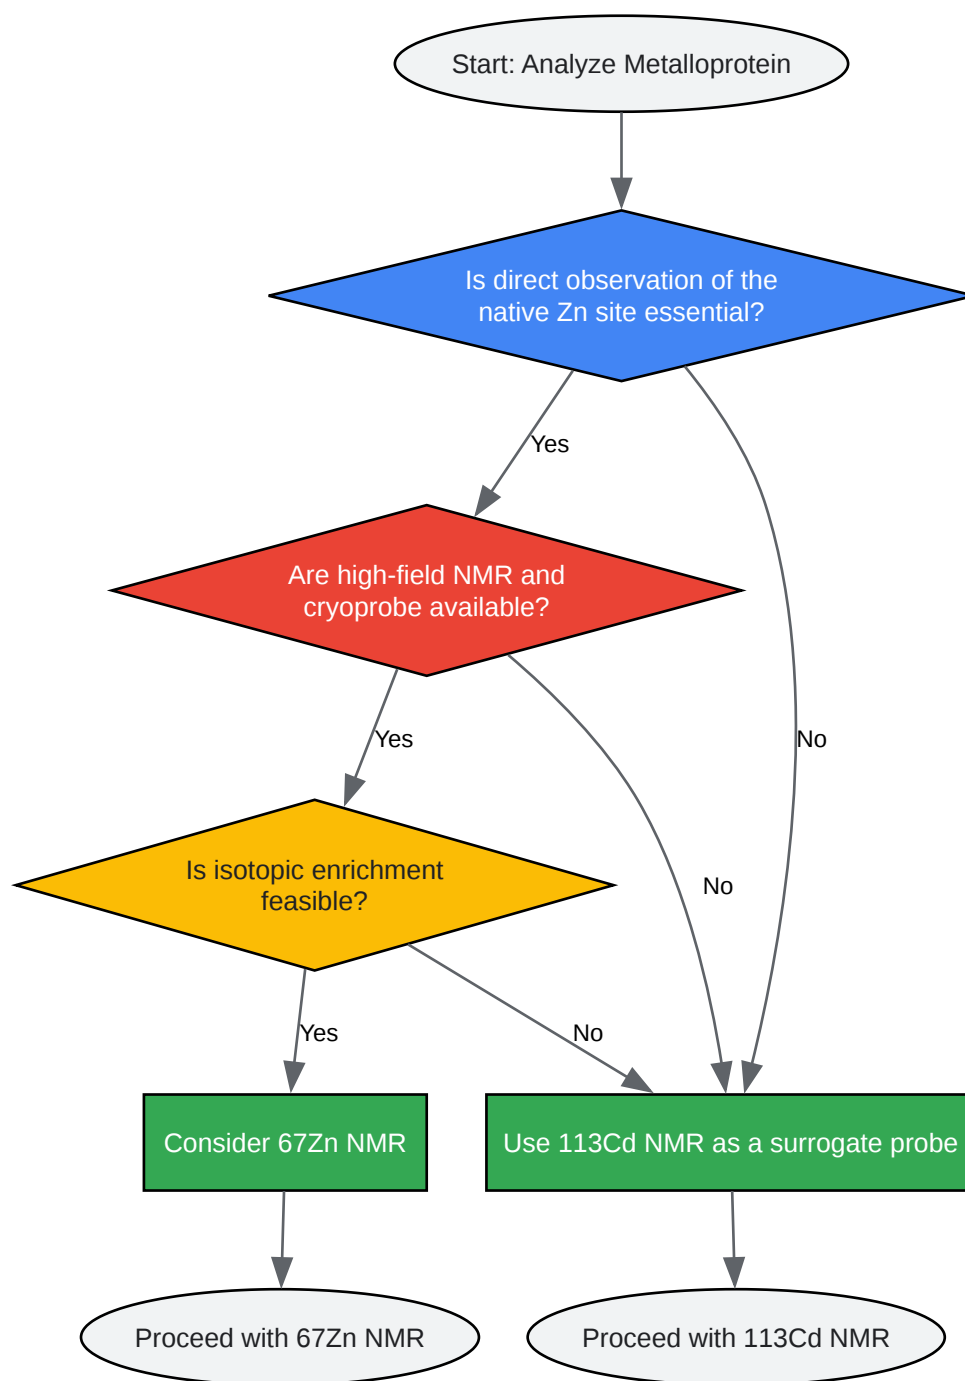 Start: Analyze Metalloprotein
Is direct observation of the
native Zn site essential?
Yes
Are high-field NMR and
cryoprobe available?
Yes
No
Is isotopic enrichment
feasible?
No
Yes
No
Consider 67Zn NMR
Use 113Cd NMR as a surrogate probe
Proceed with 67Zn NMR
Proceed with 113Cd NMR